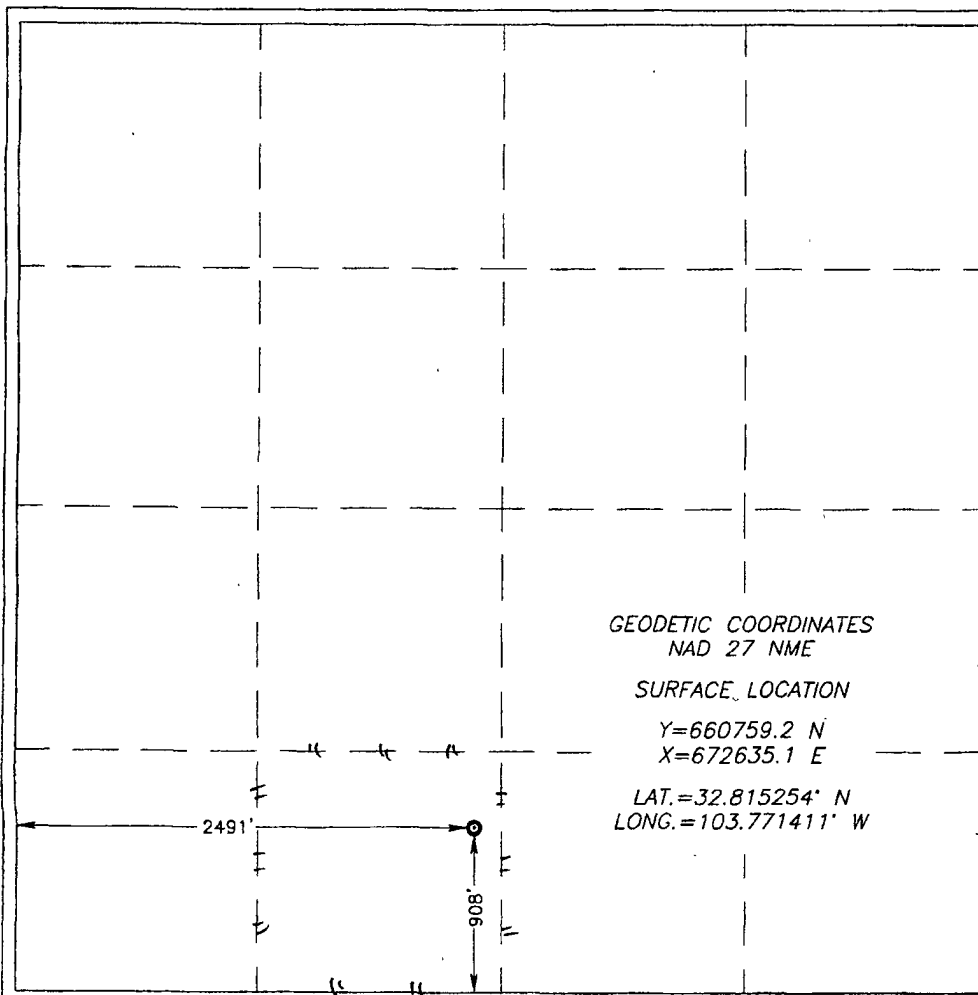 GEODETIC COORDINATES
NAD 27 NME
SURFACE LOCATION
Y=660759.2 N
X=672635.1 E
LAT.=32.815254° N
LONG.=103.771411° W
2491'
908'